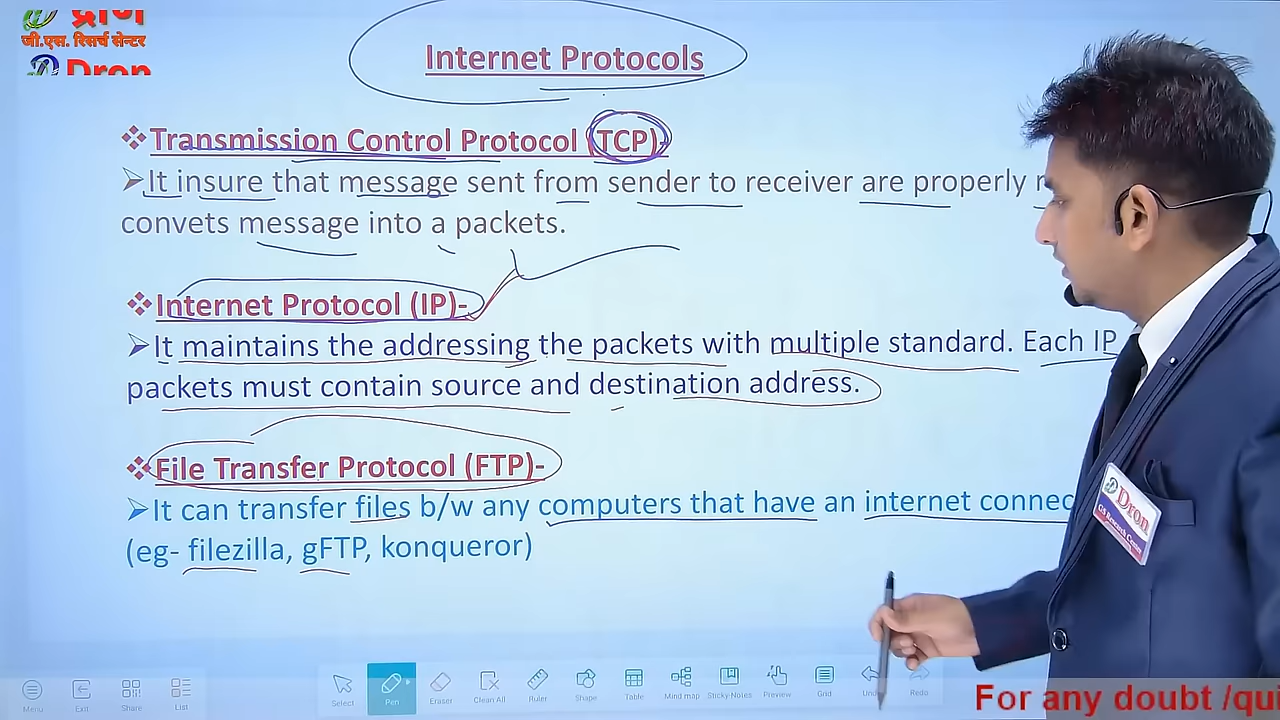 जी.एस. रिसर्च सेन्टर
Dron
Internet Protocols
❖Transmission Control Protocol (TCP)-
➢It insure that message sent from sender to receiver are properly
convets message into a packets.
❖Internet Protocol (IP)-
➢It maintains the addressing the packets with multiple standard. Each IP
packets must contain source and destination address.
❖File Transfer Protocol (FTP)-
➢It can transfer files b/w any computers that have an internet connec
(eg- filezilla, gFTP, konqueror)
Dron
GS Research Centre
Menu Exit Share List Select Pen Eraser Clean All Ruler Shape Table Mind map Sticky-Notes Preview Grid Undo Redo
For any doubt /qui